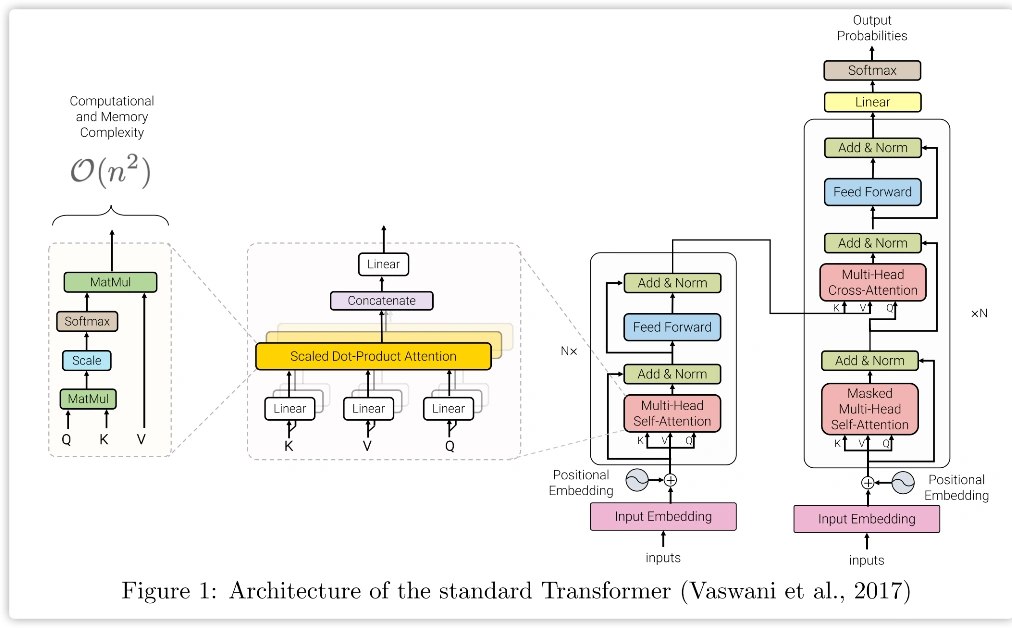 Computational
and Memory
Complexity
O(n²)
MatMul
Softmax
Scale
MatMul
Q K V
Linear
Concatenate
Scaled Dot-Product Attention
Linear Linear Linear
K V Q
Add & Norm
Feed Forward
N×
Add & Norm
Multi-Head
Self-Attention
K V Q
Positional
Embedding
Input Embedding
inputs
Output
Probabilities
Softmax
Linear
Add & Norm
Feed Forward
Add & Norm
Multi-Head
Cross-Attention
K V Q
×N
Add & Norm
Masked
Multi-Head
Self-Attention
K V Q
Positional
Embedding
Input Embedding
inputs
Figure 1: Architecture of the standard Transformer (Vaswani et al., 2017)